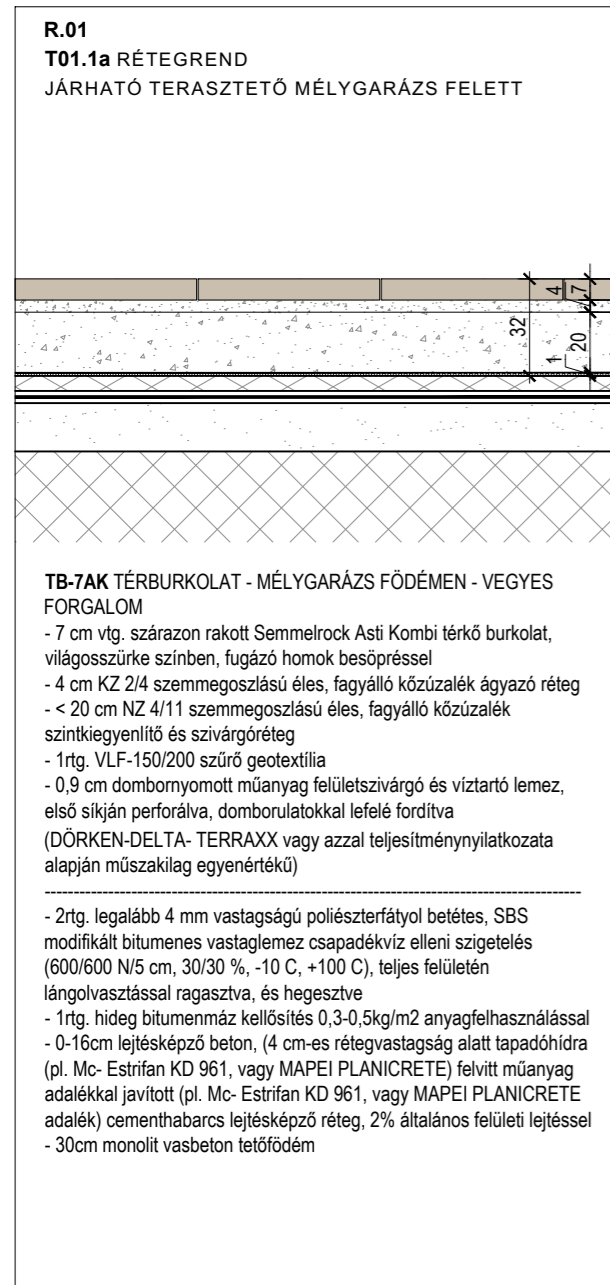 R.01
T01.1a RÉTEGREND
JÁRHATÓ TERASZTETŐ MÉLYGARÁZS FELETT
4
7
32
1
20
TB-7AK TÉRBURKOLAT - MÉLYGARÁZS FÖDÉMEN - VEGYES
FORGALOM
- 7 cm vtg. szárazon rakott Semmelrock Asti Kombi térkő burkolat,
világosszürke színben, fugázó homok besöpréssel
- 4 cm KZ 2/4 szemmegoszlású éles, fagyálló kőzúzalék ágyazó réteg
- < 20 cm NZ 4/11 szemmegoszlású éles, fagyálló kőzúzalék
szintkiegyenlítő és szivárgóréteg
- 1rtg. VLF-150/200 szűrő geotextília
- 0,9 cm dombornyomott műanyag felületszivárgó és víztartó lemez,
első síkján perforálva, domborulatokkal lefelé fordítva
(DÖRKEN-DELTA- TERRAXX vagy azzal teljesítménynyilatkozata
alapján műszakilag egyenértékű)
--------------------------------------------------------------------------------------------
- 2rtg. legalább 4 mm vastagságú poliészterfátyol betétes, SBS
modifikált bitumenes vastaglemez csapadékvíz elleni szigetelés
(600/600 N/5 cm, 30/30 %, -10 C, +100 C), teljes felületén
lángolvasztással ragasztva, és hegesztve
- 1rtg. hideg bitumenmáz kellősítés 0,3-0,5kg/m2 anyagfelhasználással
- 0-16cm lejtésképző beton, (4 cm-es rétegvastagság alatt tapadóhídra
(pl. Mc- Estrifan KD 961, vagy MAPEI PLANICRETE) felvitt műanyag
adalékkal javított (pl. Mc- Estrifan KD 961, vagy MAPEI PLANICRETE
adalék) cementhabarcs lejtésképző réteg, 2% általános felületi lejtéssel
- 30cm monolit vasbeton tetőfödém